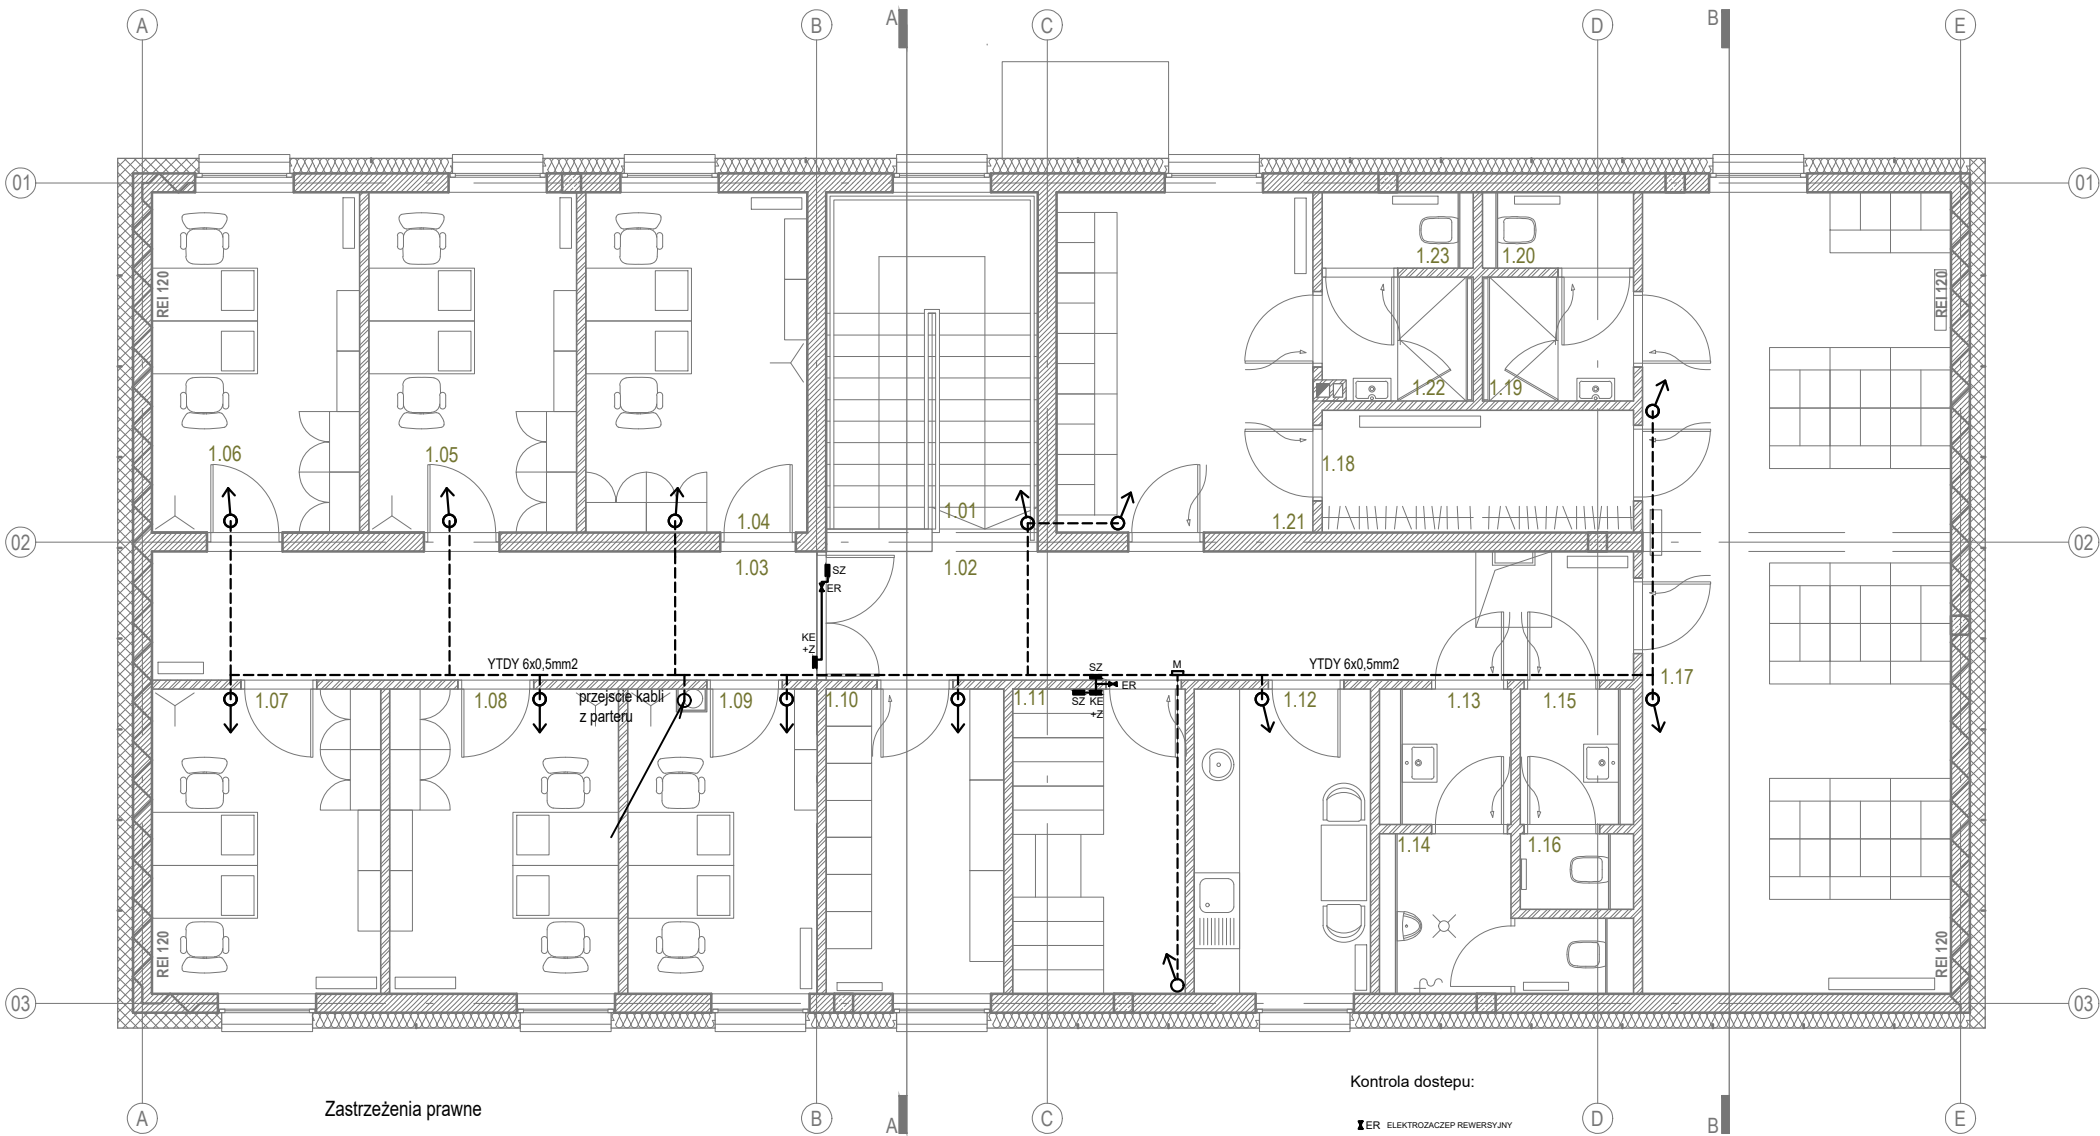 A B A C D B E
01 01
1.23 1.20
REI 120 REI 120
1.22 1.19
1.06 1.05 1.18
1.04 1.01 1.21
02 02
1.03 1.02
SZ
ER
KE
+Z
YTDY 6x0,5mm2 SZ M YTDY 6x0,5mm2
ER
1.07 1.08 przejście kabli 1.09 1.10 1.11 SZ KE 1.12 1.13 1.15 1.17
z parteru +Z
1.14 1.16
REI 120 REI 120
03 03
Kontrola dostepu:
Zastrzeżenia prawne
A B A C D B E
ER ELEKTROZACZEP REWERSYJNY